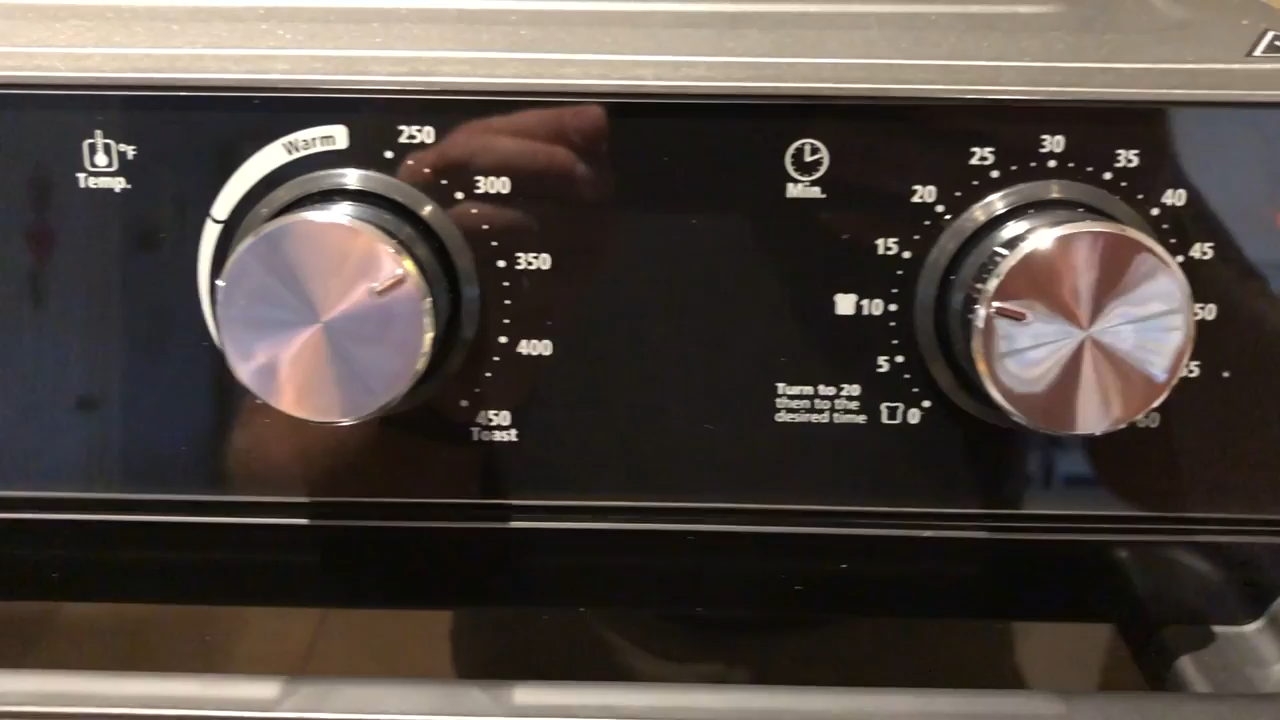 °F
Temp.
Warm
250
300
350
400
450
Toast
Min.
0
5
10
15
20
25
30
35
40
45
50
60
Turn to 20
then to the
desired time